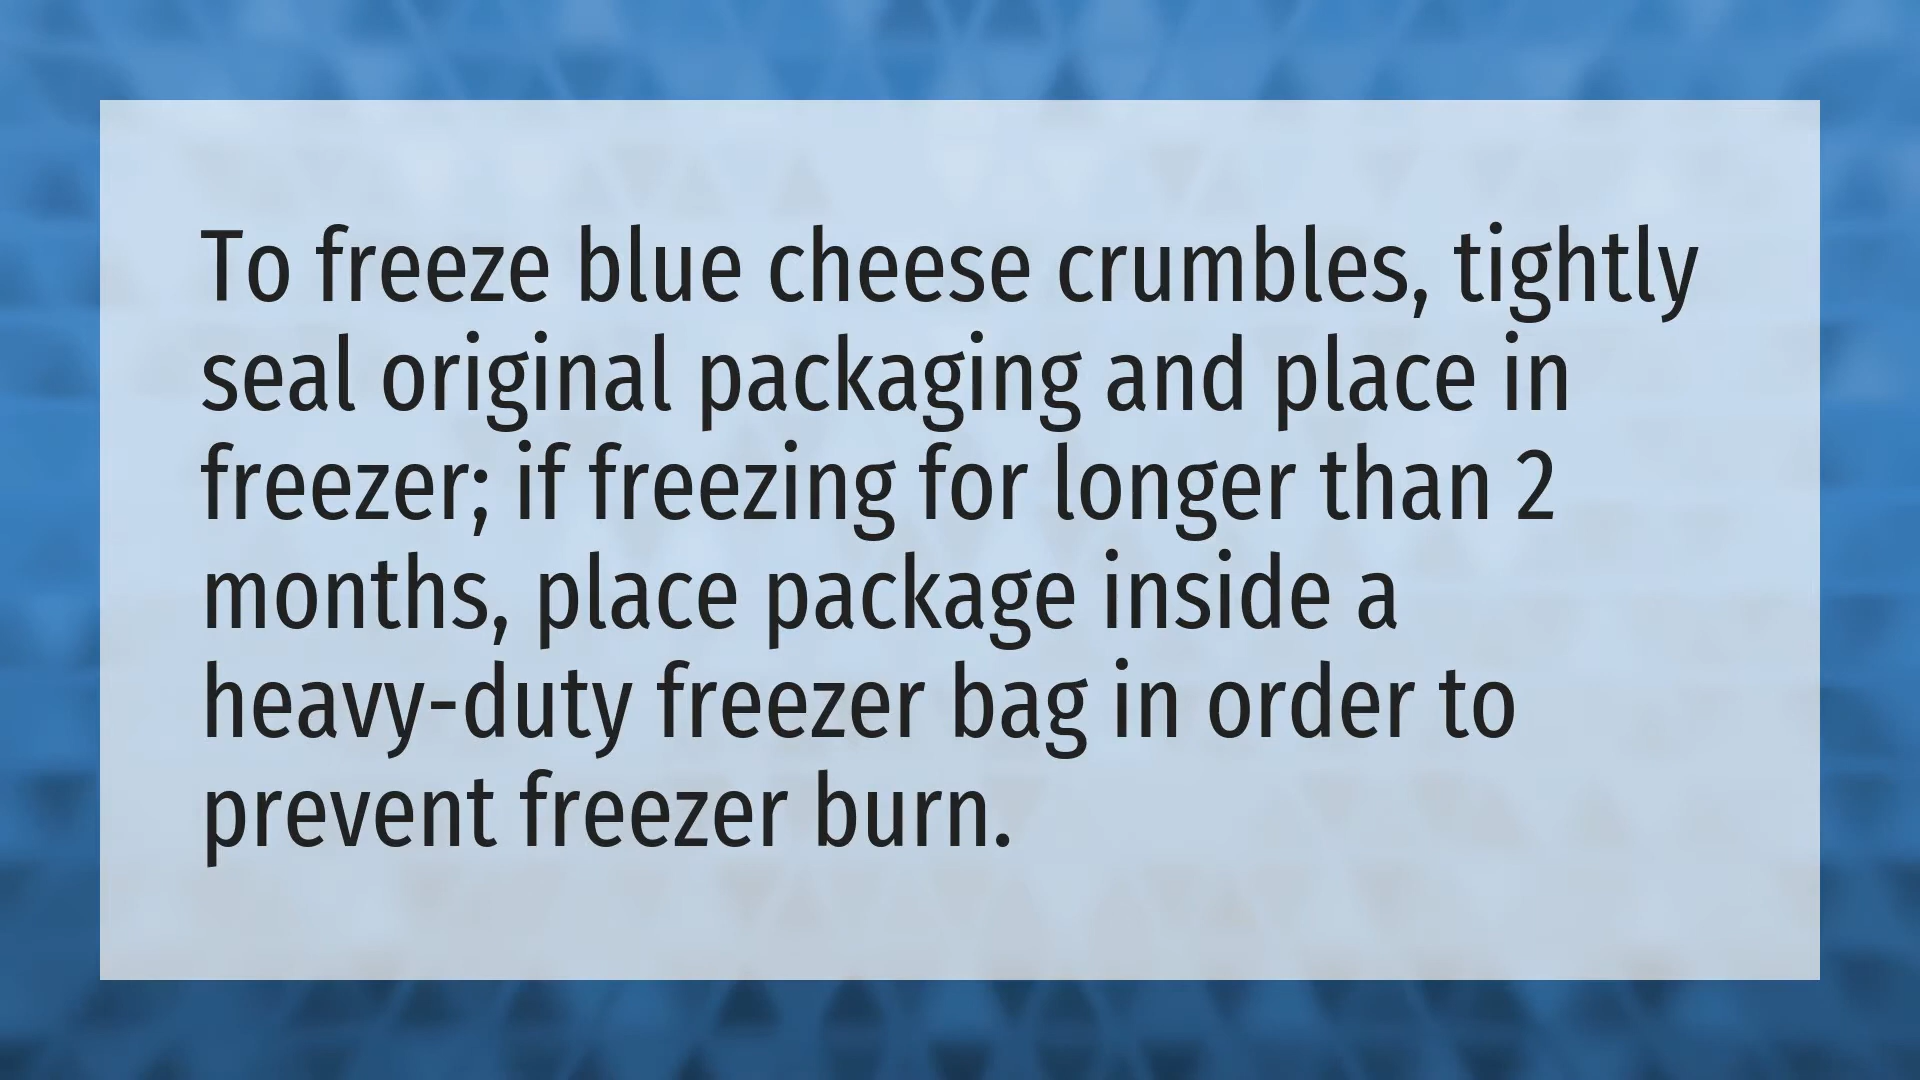 To freeze blue cheese crumbles, tightly
seal original packaging and place in
freezer; if freezing for longer than 2
months, place package inside a
heavy-duty freezer bag in order to
prevent freezer burn.